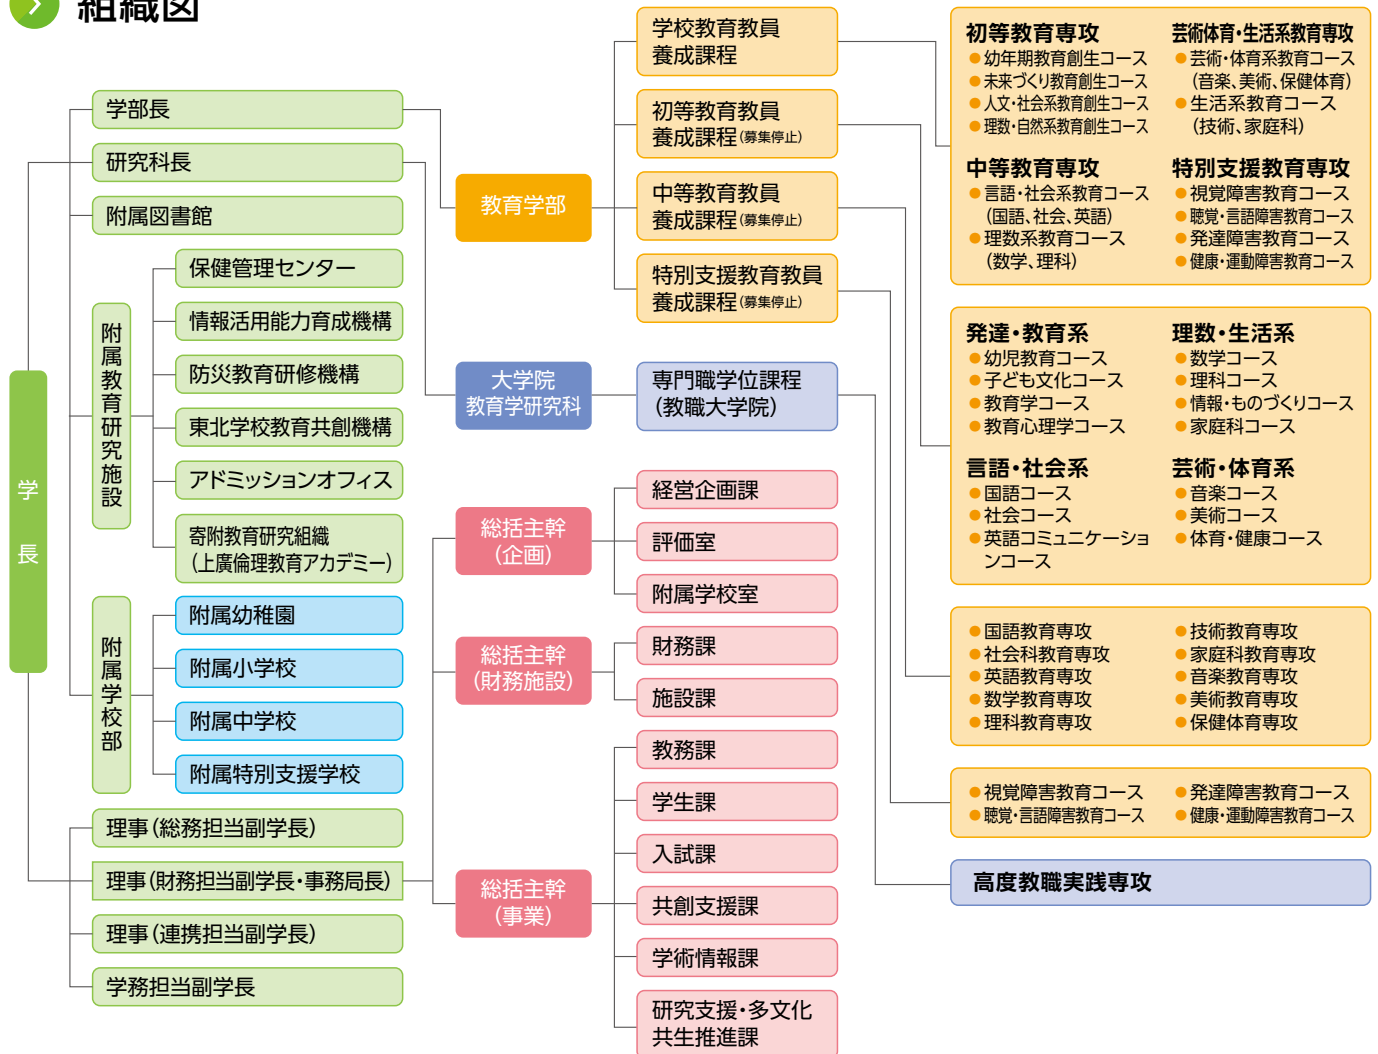 組織図
学長
学部長
研究科長
附属図書館
附属教育研究施設
保健管理センター
情報活用能力育成機構
防災教育研修機構
東北学校教育共創機構
アドミッションオフィス
寄附教育研究組織
(上廣倫理教育アカデミー)
附属学校部
附属幼稚園
附属小学校
附属中学校
附属特別支援学校
理事(総務担当副学長)
理事(財務担当副学長・事務局長)
理事(連携担当副学長)
学務担当副学長
教育学部
大学院
教育学研究科
総括主幹
(企画)
総括主幹
(財務施設)
総括主幹
(事業)
学校教育教員
養成課程
初等教育教員
養成課程(募集停止)
中等教育教員
養成課程(募集停止)
特別支援教育教員
養成課程(募集停止)
専門職学位課程
(教職大学院)
経営企画課
評価室
附属学校室
財務課
施設課
教務課
学生課
入試課
共創支援課
学術情報課
研究支援・多文化
共生推進課
初等教育専攻
●幼年期教育創生コース
●未来づくり教育創生コース
●人文・社会系教育創生コース
●理数・自然系教育創生コース
芸術体育・生活系教育専攻
●芸術・体育系教育コース
(音楽、美術、保健体育)
●生活系教育コース
(技術、家庭科)
中等教育専攻
●言語・社会系教育コース
(国語、社会、英語)
●理数系教育コース
(数学、理科)
特別支援教育専攻
●視覚障害教育コース
●聴覚・言語障害教育コース
●発達障害教育コース
●健康・運動障害教育コース
発達・教育系
●幼児教育コース
●子ども文化コース
●教育学コース
●教育心理学コース
理数・生活系
●数学コース
●理科コース
●情報・ものづくりコース
●家庭科コース
言語・社会系
●国語コース
●社会コース
●英語コミュニケーショ
ンコース
芸術・体育系
●音楽コース
●美術コース
●体育・健康コース
●国語教育専攻
●社会科教育専攻
●英語教育専攻
●数学教育専攻
●理科教育専攻
●技術教育専攻
●家庭科教育専攻
●音楽教育専攻
●美術教育専攻
●保健体育専攻
●視覚障害教育コース
●聴覚・言語障害教育コース
●発達障害教育コース
●健康・運動障害教育コース
高度教職実践専攻